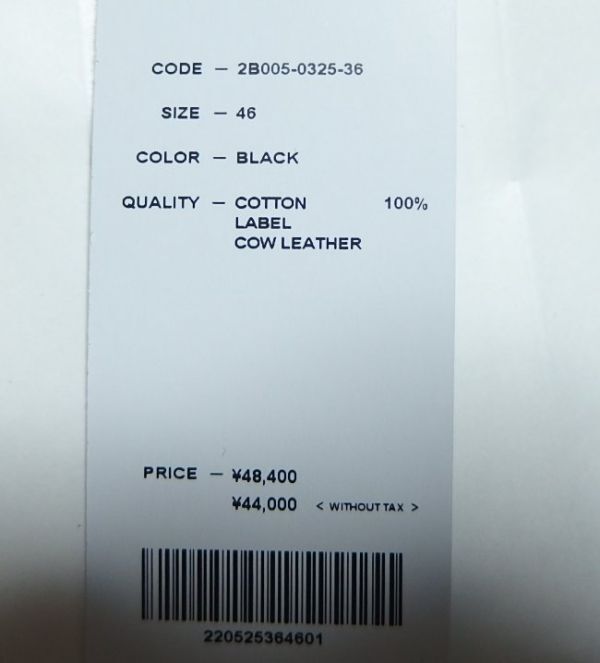 CODE — 2B005-0325-36
SIZE — 46
COLOR — BLACK
QUALITY — COTTON 100%
LABEL
COW LEATHER
PRICE — ¥48,400
¥44,000 < WITHOUT TAX >
220525364601